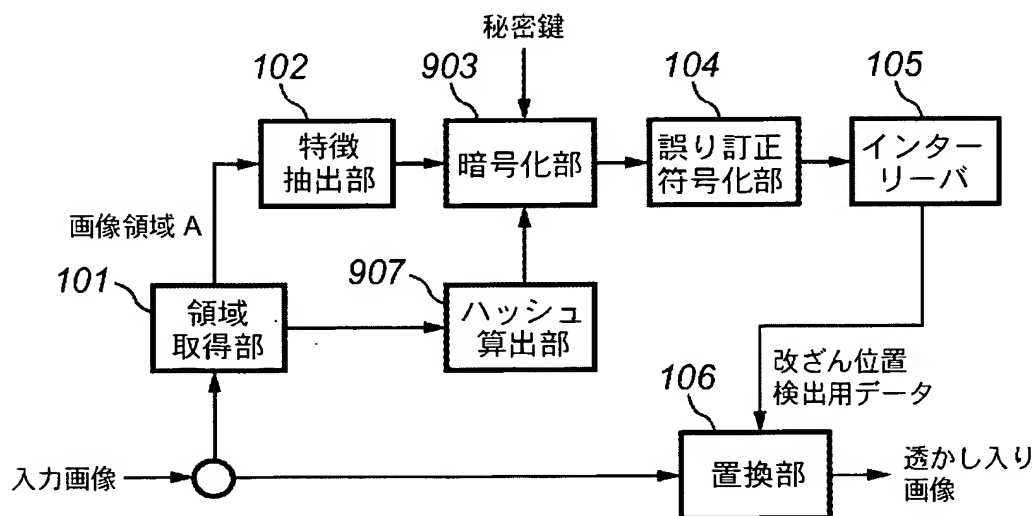 秘密鍵
102
903
104
105
特徴
抽出部
暗号化部
誤り訂正
符号化部
インター
リーバ
画像領域 A
101
907
領域
取得部
ハッシュ
算出部
106
改ざん位置
検出用データ
入力画像
置換部
透かし入り
画像